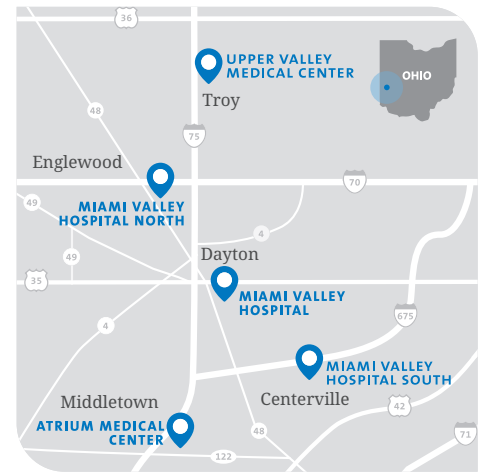 36
UPPER VALLEY
MEDICAL CENTER
OHIO
Troy
48
75
Englewood
70
MIAMI VALLEY
HOSPITAL NORTH
49
4
Dayton
49
35
MIAMI VALLEY
HOSPITAL
675
4
MIAMI VALLEY
HOSPITAL SOUTH
Centerville
Middletown
42
ATRIUM MEDICAL
CENTER
48
71
122